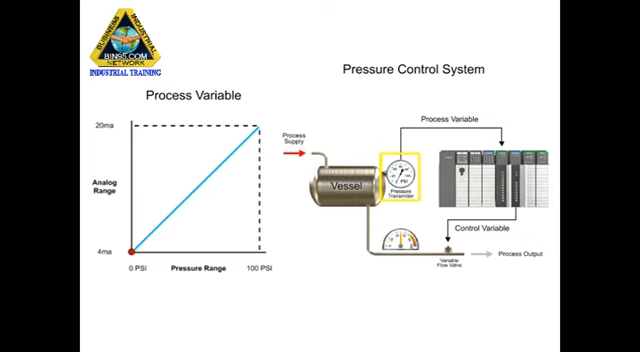 BUSINESS INDUSTRIAL
BIN95.COM
NETWORK
INDUSTRIAL TRAINING
Pressure Control System
Process Variable
Process
Supply
Process Variable
20ma
Analog
Range
4ma
0 PSI
Pressure Range
100 PSI
Vessel
PSI
Pressure
Transmitter
Control Variable
Variable
Flow Valve
Process Output